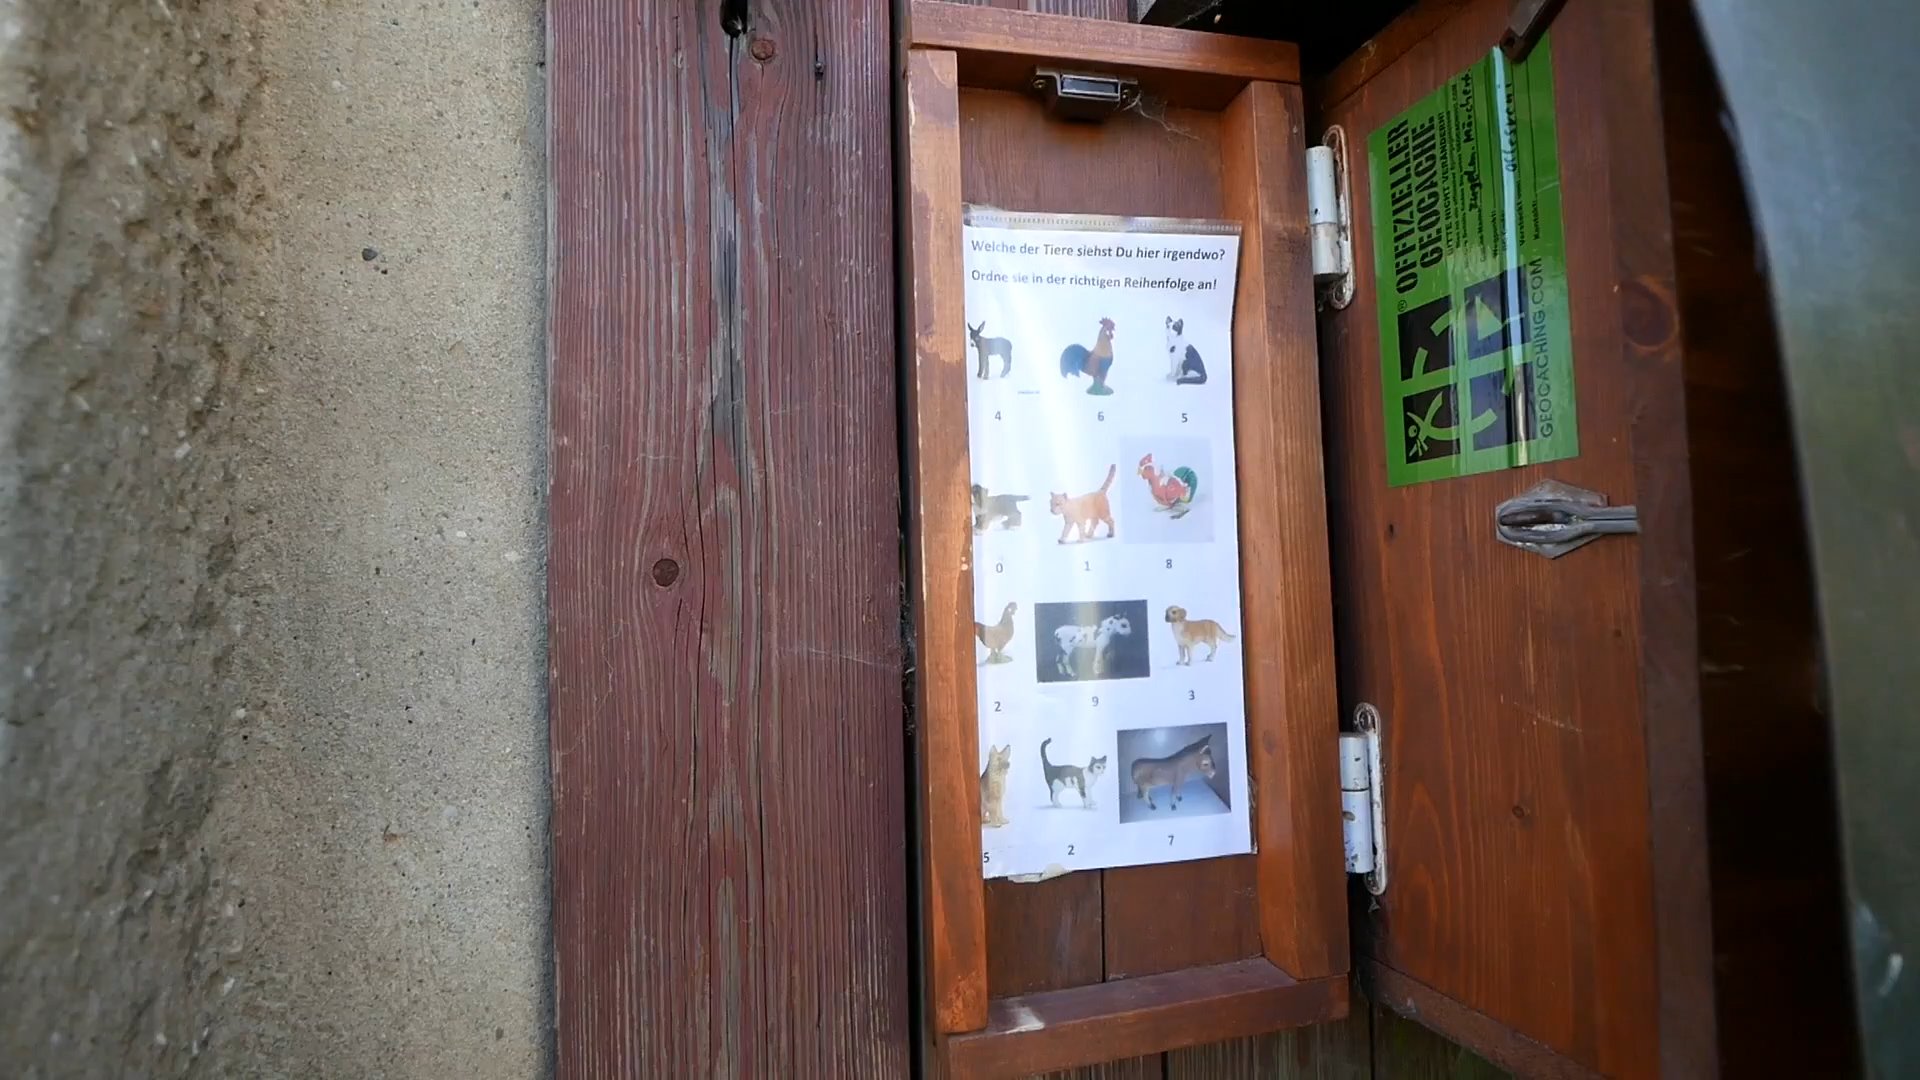 Welche der Tiere siehst Du hier irgendwo?
Ordne sie in der richtigen Reihenfolge an!
4 6 5
0 1 8
2 9 3
5 2 7
OFFIZIELLER
GEOCACHE
BITTE NICHT VERÄNDERN!
GEOCACHING.COM